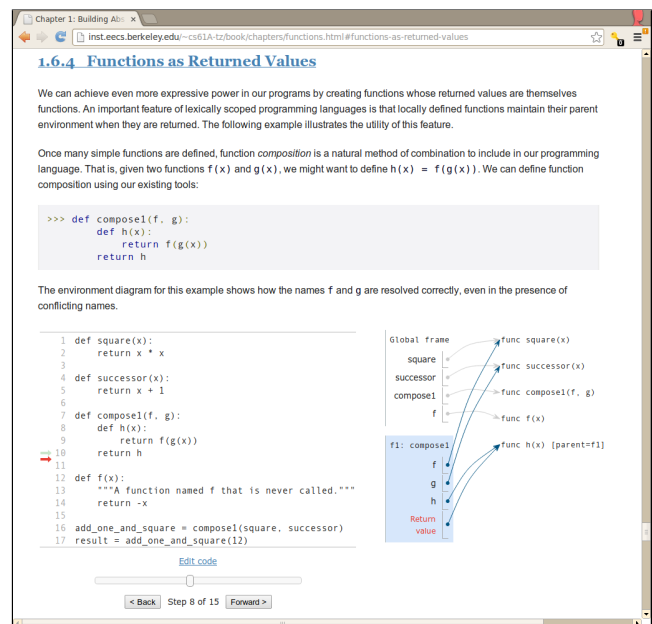 Chapter 1: Building Abs
inst.eecs.berkeley.edu/~cs61A-tz/book/chapters/functions.html#functions-as-returned-values
1.6.4 Functions as Returned Values
We can achieve even more expressive power in our programs by creating functions whose returned values are themselves
functions. An important feature of lexically scoped programming languages is that locally defined functions maintain their parent
environment when they are returned. The following example illustrates the utility of this feature.
Once many simple functions are defined, function composition is a natural method of combination to include in our programming
language. That is, given two functions f(x) and g(x), we might want to define h(x) = f(g(x)). We can define function
composition using our existing tools:
>>> def compose1(f, g):
        def h(x):
            return f(g(x))
        return h
The environment diagram for this example shows how the names f and g are resolved correctly, even in the presence of
conflicting names.
1 def square(x):
2     return x * x
3
4 def successor(x):
5     return x + 1
6
7 def compose1(f, g):
8     def h(x):
9         return f(g(x))
10     return h
11
12 def f(x):
13     """A function named f that is never called."""
14     return -x
15
16 add_one_and_square = compose1(square, successor)
17 result = add_one_and_square(12)
Edit code
< Back Step 8 of 15 Forward >
Global frame
square
successor
compose1
f
func square(x)
func successor(x)
func compose1(f, g)
func f(x)
func h(x) [parent=f1]
f1: compose1
f
g
h
Return
value